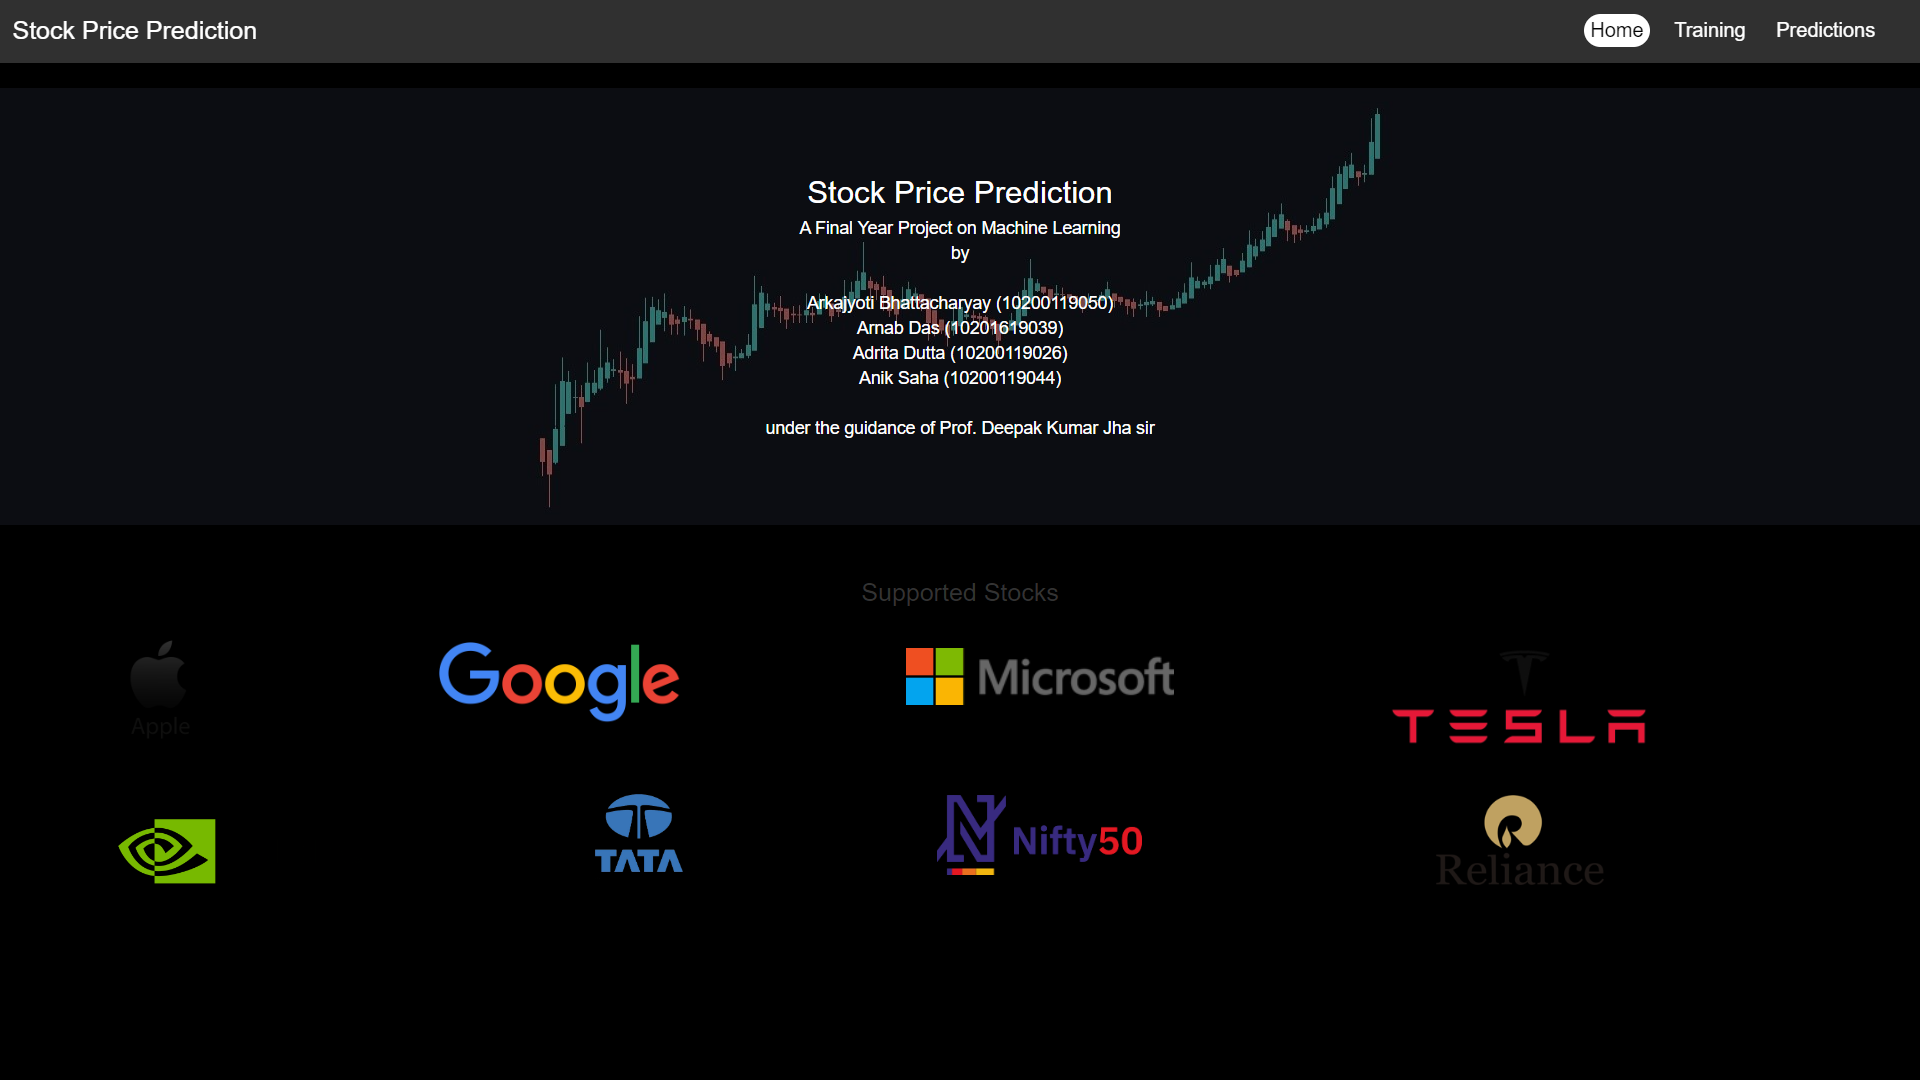 Stock Price Prediction
Home
Training
Predictions
Stock Price Prediction
A Final Year Project on Machine Learning
by
Arkajyoti Bhattacharyay (10200119050)
Arnab Das (10201619039)
Adrita Dutta (10200119026)
Anik Saha (10200119044)
under the guidance of Prof. Deepak Kumar Jha sir
Supported Stocks
Apple
Google
Microsoft
TESLA
TATA
Nifty50
Reliance